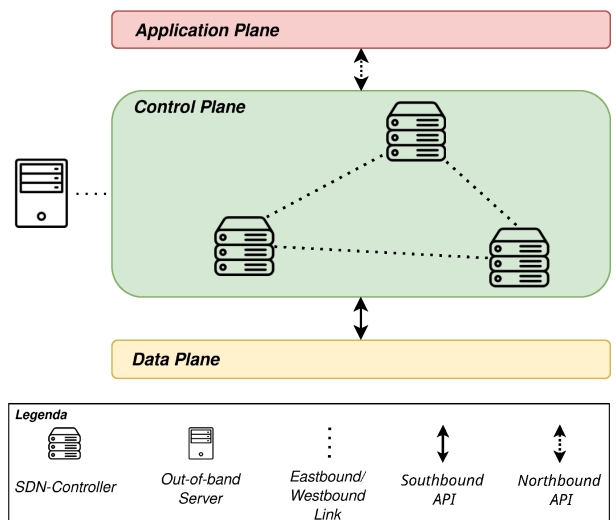 Application Plane
Control Plane
Data Plane
Legenda
SDN-Controller
Out-of-band
Server
Eastbound/
Westbound
Link
Southbound
API
Northbound
API